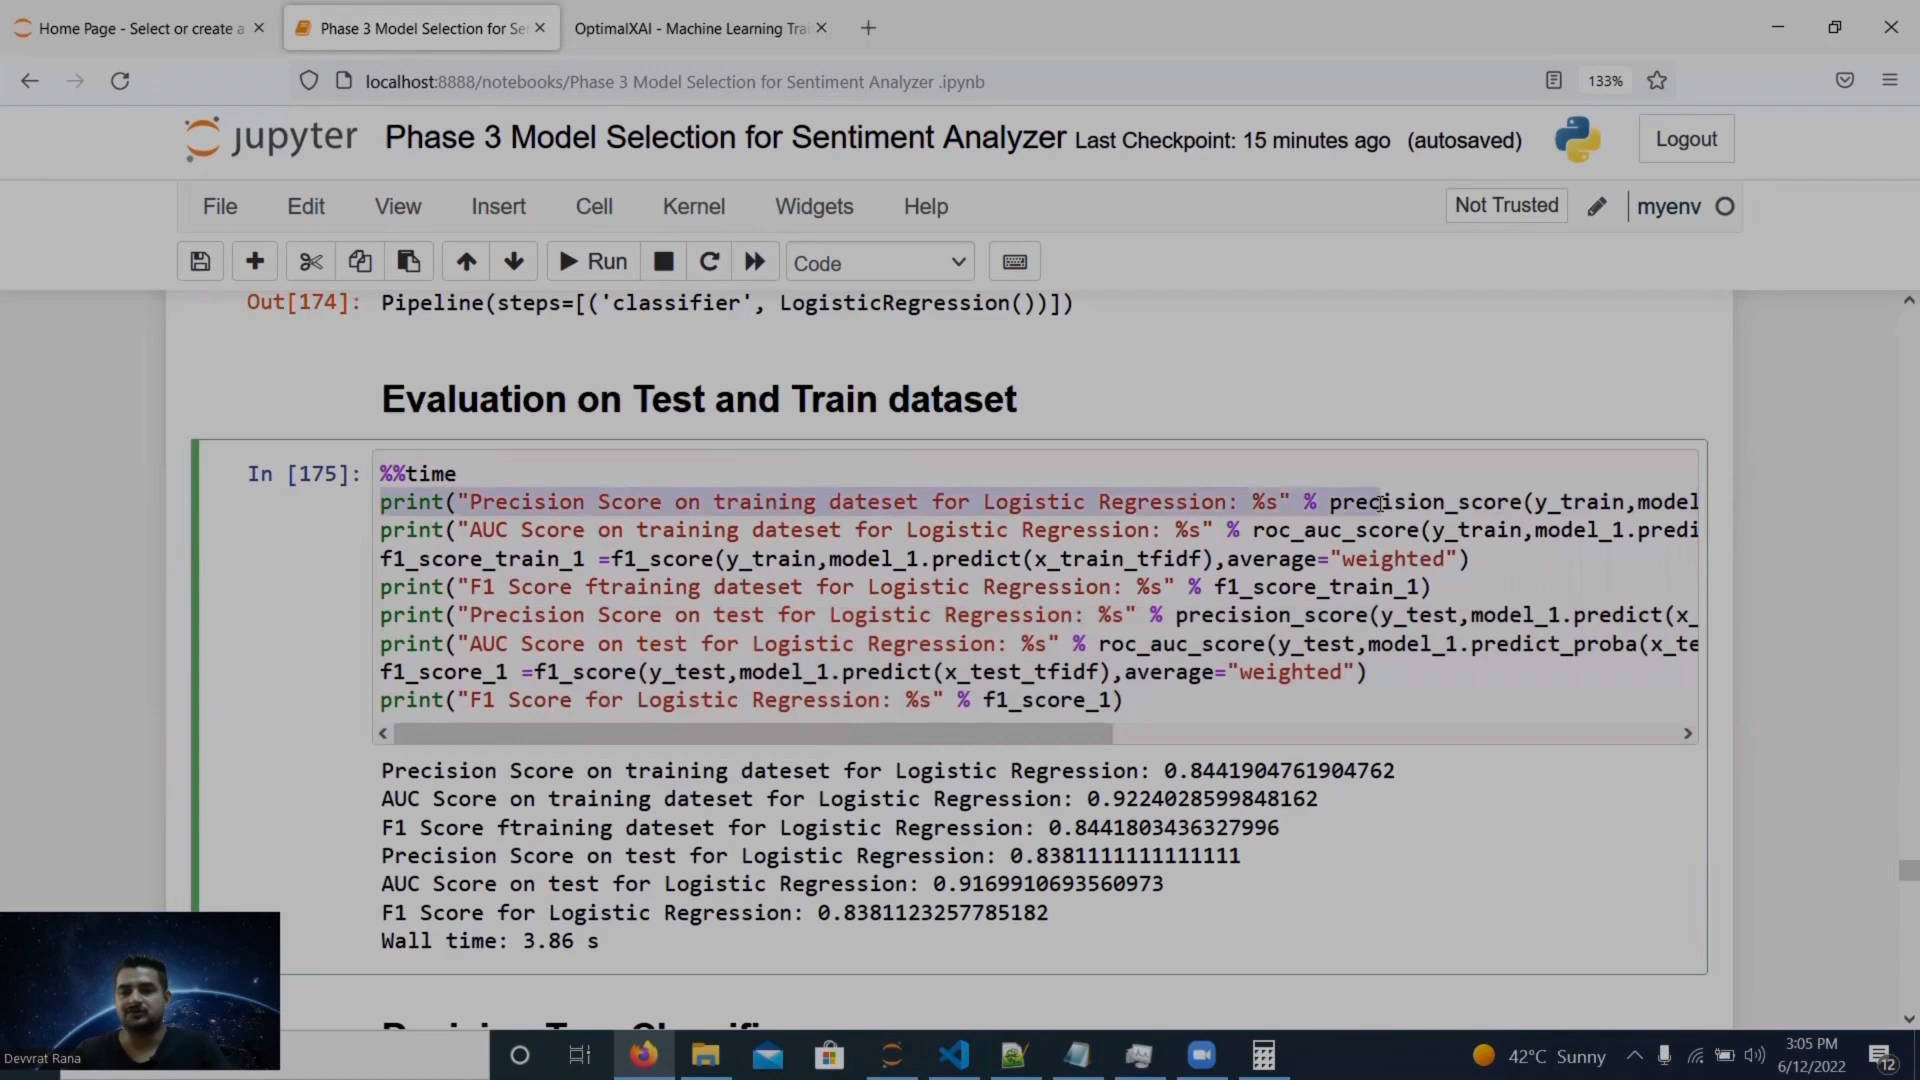 Home Page - Select or create a
Phase 3 Model Selection for Se
OptimalXAI - Machine Learning Trai
localhost:8888/notebooks/Phase 3 Model Selection for Sentiment Analyzer .ipynb
133%
jupyter
Phase 3 Model Selection for Sentiment Analyzer Last Checkpoint: 15 minutes ago (autosaved)
Logout
File Edit View Insert Cell Kernel Widgets Help
Not Trusted
myenv
Run
Code
Out[174]: Pipeline(steps=[('classifier', LogisticRegression())])
Evaluation on Test and Train dataset
In [175]: %%time
print("Precision Score on training dateset for Logistic Regression: %s" % precision_score(y_train,model
print("AUC Score on training dateset for Logistic Regression: %s" % roc_auc_score(y_train,model_1.predi
f1_score_train_1 =f1_score(y_train,model_1.predict(x_train_tfidf),average="weighted")
print("F1 Score ftraining dateset for Logistic Regression: %s" % f1_score_train_1)
print("Precision Score on test for Logistic Regression: %s" % precision_score(y_test,model_1.predict(x_
print("AUC Score on test for Logistic Regression: %s" % roc_auc_score(y_test,model_1.predict_proba(x_te
f1_score_1 =f1_score(y_test,model_1.predict(x_test_tfidf),average="weighted")
print("F1 Score for Logistic Regression: %s" % f1_score_1)
Precision Score on training dateset for Logistic Regression: 0.8441904761904762
AUC Score on training dateset for Logistic Regression: 0.9224028599848162
F1 Score ftraining dateset for Logistic Regression: 0.8441803436327996
Precision Score on test for Logistic Regression: 0.8381111111111111
AUC Score on test for Logistic Regression: 0.9169910693560973
F1 Score for Logistic Regression: 0.8381123257785182
Wall time: 3.86 s
Devvrat Rana
42°C Sunny
3:05 PM
6/12/2022
12